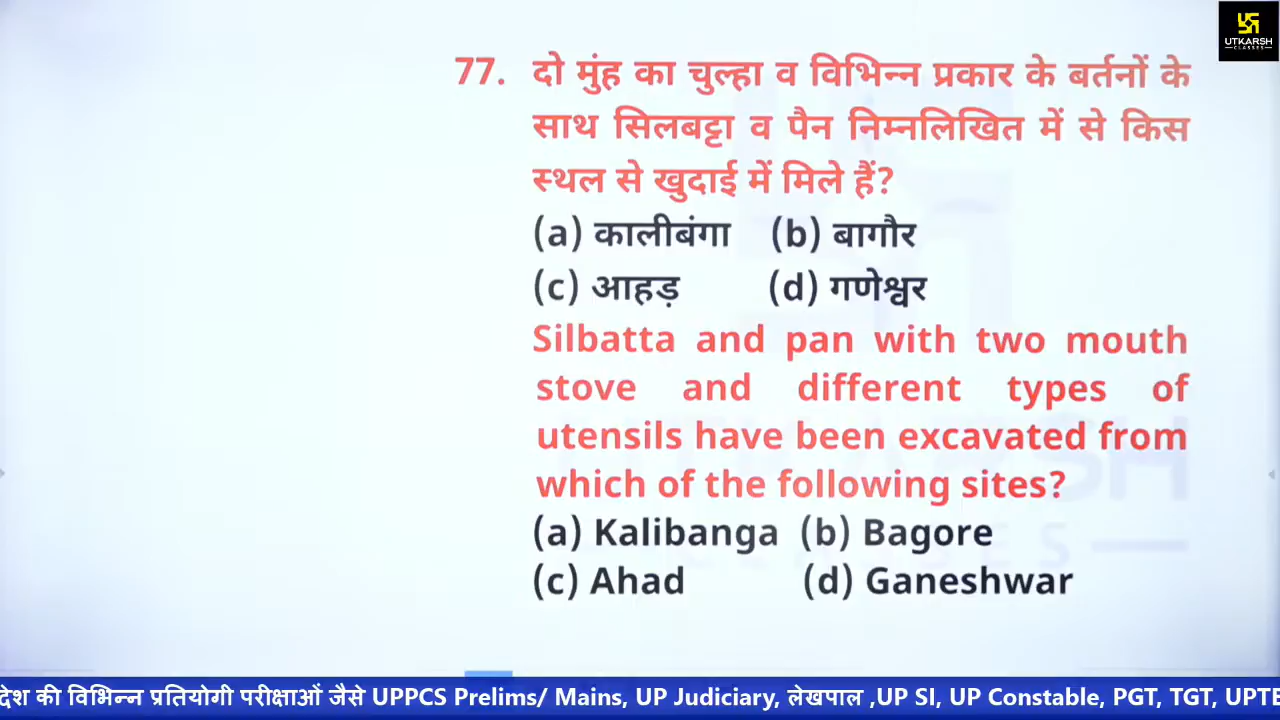 UTKARSH
CLASSES
77. दो मुंह का चुल्हा व विभिन्न प्रकार के बर्तनों के
साथ सिलबट्टा व पैन निम्नलिखित में से किस
स्थल से खुदाई में मिले हैं?
(a) कालीबंगा (b) बागौर
(c) आहड़ (d) गणेश्वर
Silbatta and pan with two mouth
stove and different types of
utensils have been excavated from
which of the following sites?
(a) Kalibanga (b) Bagore
(c) Ahad (d) Ganeshwar
देश की विभिन्न प्रतियोगी परीक्षाओं जैसे UPPCS Prelims/ Mains, UP Judiciary, लेखपाल ,UP SI, UP Constable, PGT, TGT, UPTE